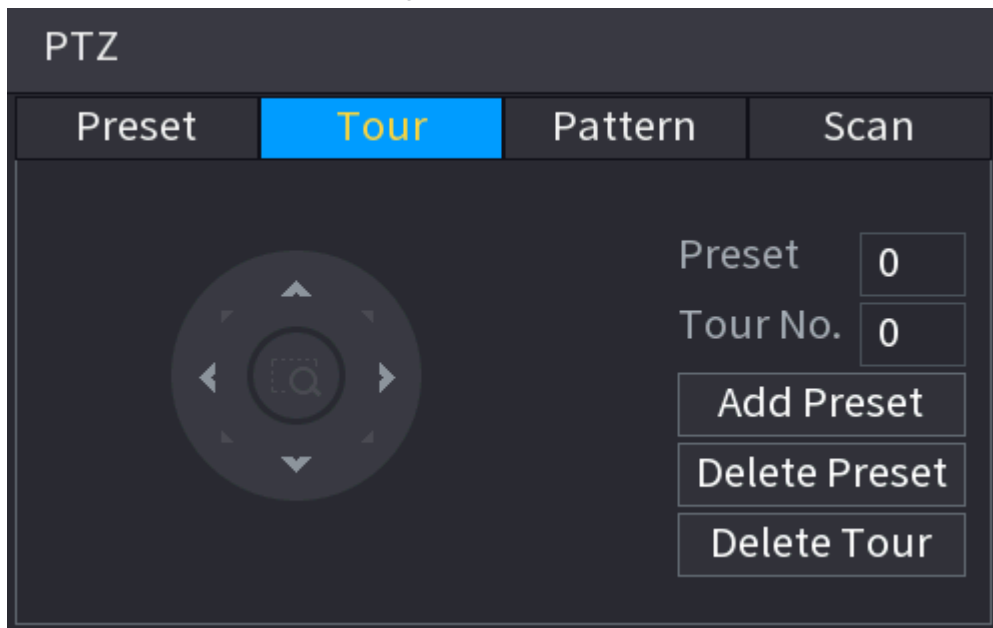 PTZ
Preset Tour Pattern Scan
Preset 0
Tour No. 0
Add Preset
Delete Preset
Delete Tour